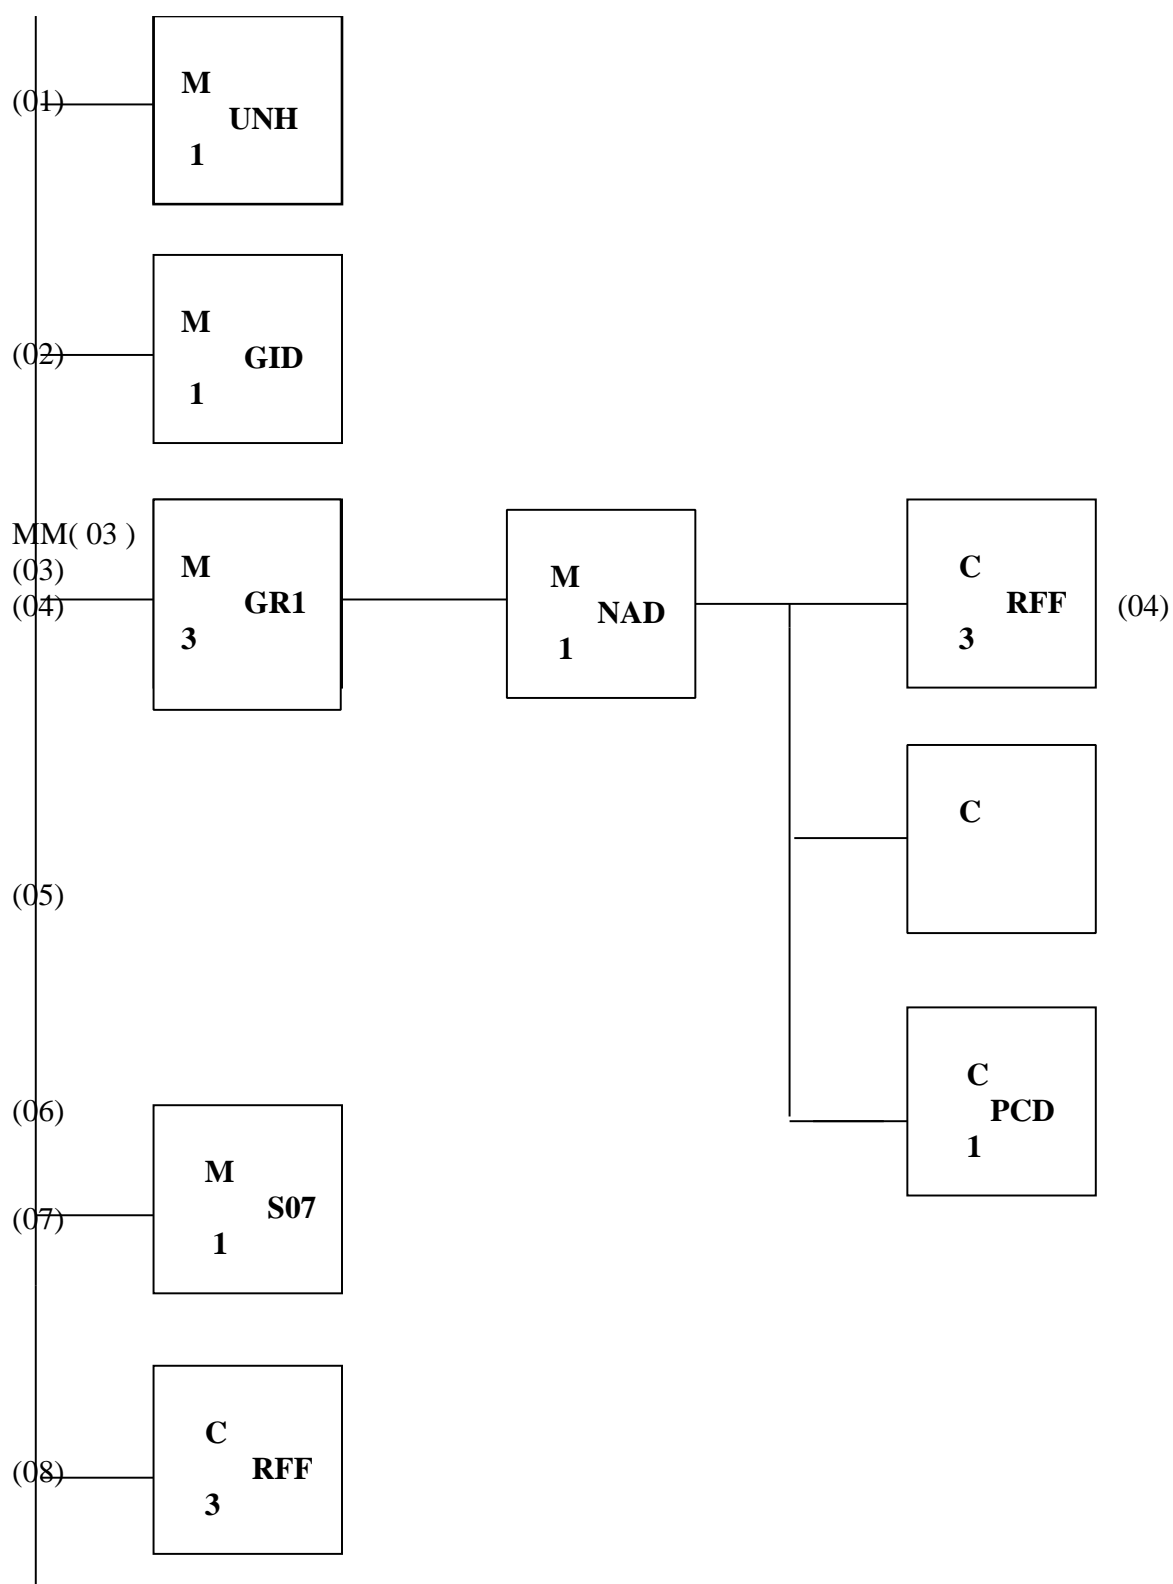 (01)
M
UNH
1
(02)
M
GID
1
MM( 03 )
(03)
(04)
M
GR1
3
M
NAD
1
C
RFF
3
(04)
C
(05)
C
PCD
1
(06)
(07)
M
S07
1
(08)
C
RFF
3